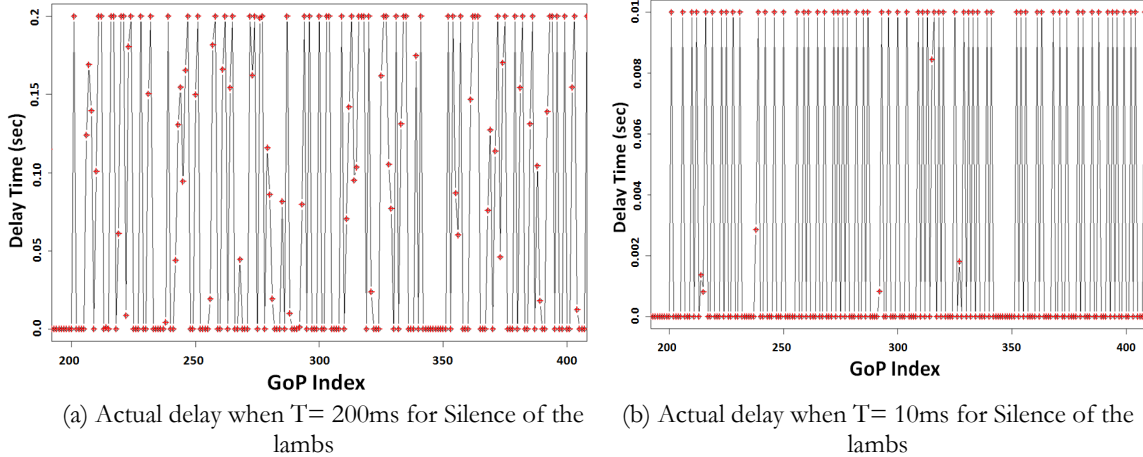 0.2
0.15
0.10
0.05
0.0
Delay Time (sec)
200 250 300 350 400
GoP Index
(a) Actual delay when T= 200ms for Silence of the
lambs
0.01
0.008
0.006
0.004
0.002
0.0
Delay Time (sec)
200 250 300 350 400
GoP Index
(b) Actual delay when T= 10ms for Silence of the
lambs